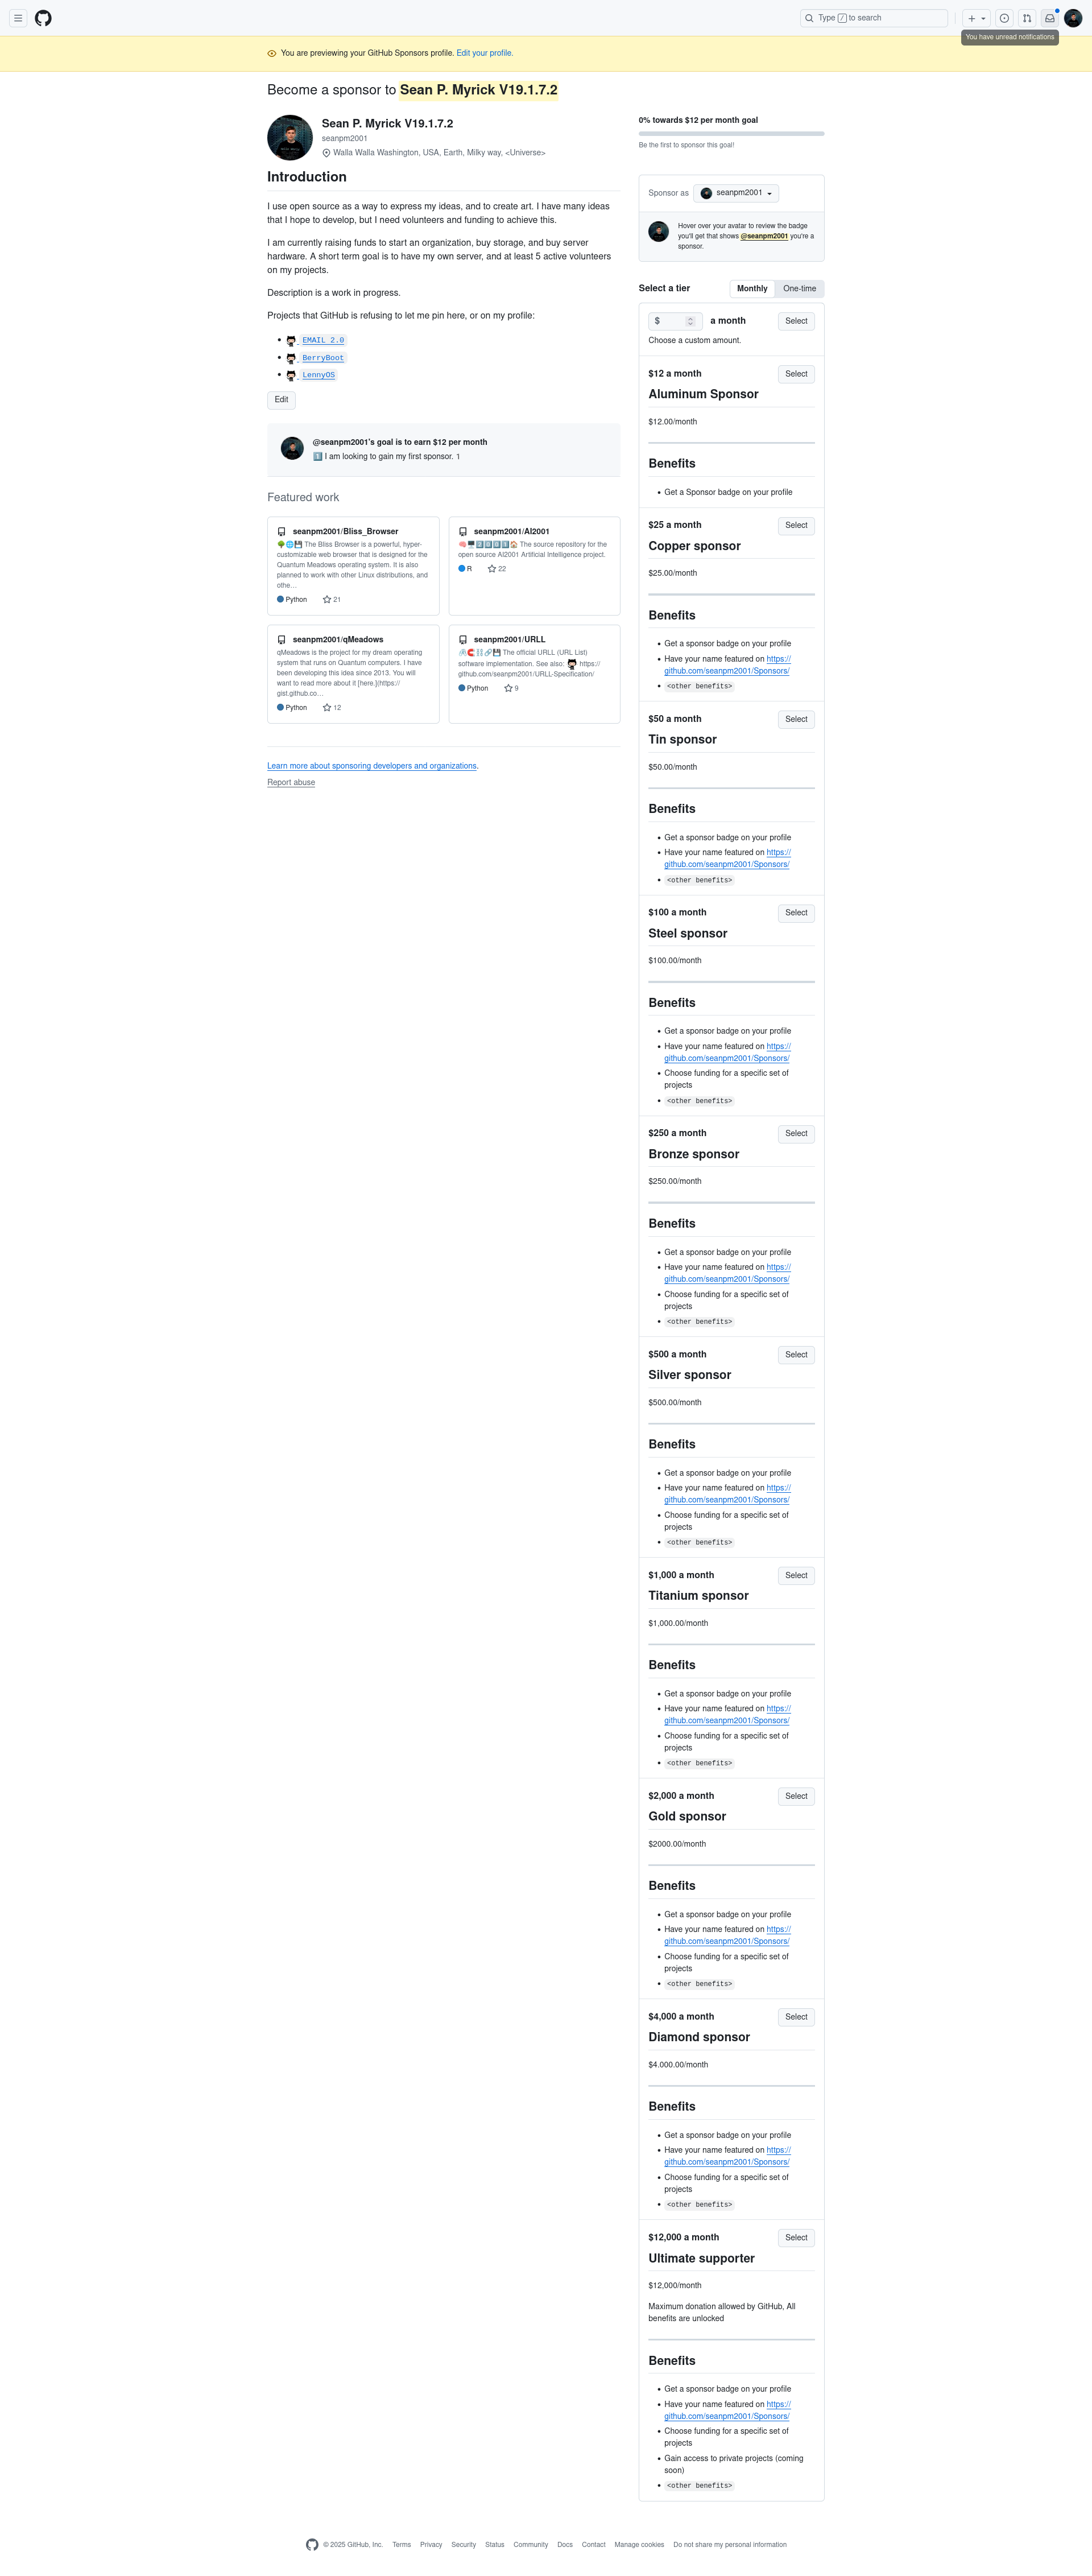 Type / to search
You have unread notifications
You are previewing your GitHub Sponsors profile. Edit your profile.
Become a sponsor to Sean P. Myrick V19.1.7.2
Sean P. Myrick V19.1.7.2
seanpm2001
Walla Walla Washington, USA, Earth, Milky way, <Universe>
Introduction
I use open source as a way to express my ideas, and to create art. I have many ideas
that I hope to develop, but I need volunteers and funding to achieve this.
I am currently raising funds to start an organization, buy storage, and buy server
hardware. A short term goal is to have my own server, and at least 5 active volunteers
on my projects.
Description is a work in progress.
Projects that GitHub is refusing to let me pin here, or on my profile:
EMAIL 2.0
BerryBoot
LennyOS
Edit
@seanpm2001's goal is to earn $12 per month
1️⃣ I am looking to gain my first sponsor. 1
Featured work
seanpm2001/Bliss_Browser
🌳🌐💾 The Bliss Browser is a powerful, hyper-
customizable web browser that is designed for the
Quantum Meadows operating system. It is also
planned to work with other Linux distributions, and
othe…
Python 21
seanpm2001/AI2001
🧠🖥️2️⃣0️⃣0️⃣1️⃣🏠️ The source repository for the
open source AI2001 Artificial Intelligence project.
R 22
seanpm2001/qMeadows
qMeadows is the project for my dream operating
system that runs on Quantum computers. I have
been developing this idea since 2013. You will
want to read more about it [here.](https://
gist.github.co…
Python 12
seanpm2001/URLL
🖇️🧲️⛓️🔗️💾️ The official URLL (URL List)
software implementation. See also: https://
github.com/seanpm2001/URL-Specification/
Python 9
Learn more about sponsoring developers and organizations.
Report abuse
0% towards $12 per month goal
Be the first to sponsor this goal!
Sponsor as seanpm2001
Hover over your avatar to review the badge
you'll get that shows @seanpm2001 you're a
sponsor.
Select a tier Monthly One-time
$ a month Select
Choose a custom amount.
$12 a month Select
Aluminum Sponsor
$12.00/month
Benefits
Get a Sponsor badge on your profile
$25 a month Select
Copper sponsor
$25.00/month
Benefits
Get a sponsor badge on your profile
Have your name featured on https://
github.com/seanpm2001/Sponsors/
<other benefits>
$50 a month Select
Tin sponsor
$50.00/month
Benefits
Get a sponsor badge on your profile
Have your name featured on https://
github.com/seanpm2001/Sponsors/
<other benefits>
$100 a month Select
Steel sponsor
$100.00/month
Benefits
Get a sponsor badge on your profile
Have your name featured on https://
github.com/seanpm2001/Sponsors/
Choose funding for a specific set of
projects
<other benefits>
$250 a month Select
Bronze sponsor
$250.00/month
Benefits
Get a sponsor badge on your profile
Have your name featured on https://
github.com/seanpm2001/Sponsors/
Choose funding for a specific set of
projects
<other benefits>
$500 a month Select
Silver sponsor
$500.00/month
Benefits
Get a sponsor badge on your profile
Have your name featured on https://
github.com/seanpm2001/Sponsors/
Choose funding for a specific set of
projects
<other benefits>
$1,000 a month Select
Titanium sponsor
$1,000.00/month
Benefits
Get a sponsor badge on your profile
Have your name featured on https://
github.com/seanpm2001/Sponsors/
Choose funding for a specific set of
projects
<other benefits>
$2,000 a month Select
Gold sponsor
$2000.00/month
Benefits
Get a sponsor badge on your profile
Have your name featured on https://
github.com/seanpm2001/Sponsors/
Choose funding for a specific set of
projects
<other benefits>
$4,000 a month Select
Diamond sponsor
$4.000.00/month
Benefits
Get a sponsor badge on your profile
Have your name featured on https://
github.com/seanpm2001/Sponsors/
Choose funding for a specific set of
projects
<other benefits>
$12,000 a month Select
Ultimate supporter
$12,000/month
Maximum donation allowed by GitHub, All
benefits are unlocked
Benefits
Get a sponsor badge on your profile
Have your name featured on https://
github.com/seanpm2001/Sponsors/
Choose funding for a specific set of
projects
Gain access to private projects (coming
soon)
<other benefits>
© 2025 GitHub, Inc. Terms Privacy Security Status Community Docs Contact Manage cookies Do not share my personal information